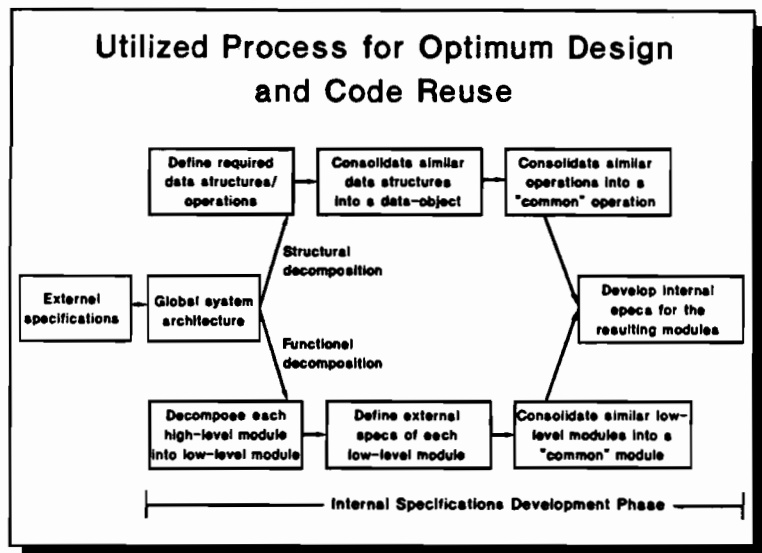 Utilized Process for Optimum Design
and Code Reuse
Define required
data structures/
operations
Consolidate similar
data structures
into a data-object
Consolidate similar
operations into a
"common" operation
Structural
decomposition
External
specifications
Global system
architecture
Develop internal
specs for the
resulting modules
Functional
decomposition
Decompose each
high-level module
into low-level module
Define external
specs of each
low-level module
Consolidate similar low-
level modules into a
"common" module
Internal Specifications Development Phase